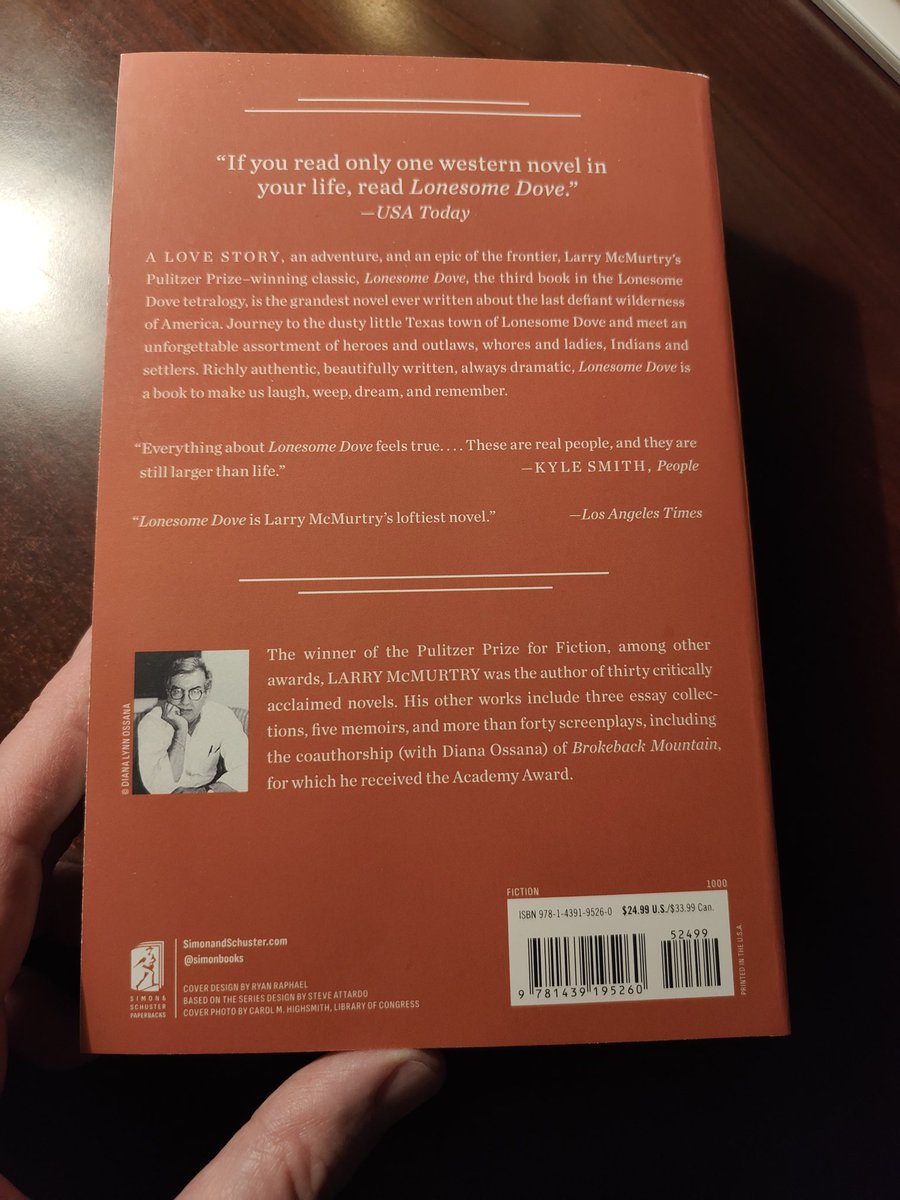 “If you read only one western novel in
your life, read Lonesome Dove.”
—USA Today
A LOVE STORY, an adventure, and an epic of the frontier, Larry McMurtry’s
Pulitzer Prize–winning classic, Lonesome Dove, the third book in the Lonesome
Dove tetralogy, is the grandest novel ever written about the last defiant wilderness
of America. Journey to the dusty little Texas town of Lonesome Dove and meet an
unforgettable assortment of heroes and outlaws, whores and ladies, Indians and
settlers. Richly authentic, beautifully written, always dramatic, Lonesome Dove is
a book to make us laugh, weep, dream, and remember.
“Everything about Lonesome Dove feels true.... These are real people, and they are
still larger than life.” —KYLE SMITH, People
“Lonesome Dove is Larry McMurtry’s loftiest novel.” —Los Angeles Times
The winner of the Pulitzer Prize for Fiction, among other
awards, LARRY McMURTRY was the author of thirty critically
acclaimed novels. His other works include three essay collec-
tions, five memoirs, and more than forty screenplays, including
the coauthorship (with Diana Ossana) of Brokeback Mountain,
for which he received the Academy Award.
© DIANA LYNN OSSANA
SIMON &
SCHUSTER
PAPERBACKS
SimonandSchuster.com
@simonbooks
COVER DESIGN BY RYAN RAPHAEL
BASED ON THE SERIES DESIGN BY STEVE ATTARDO
COVER PHOTO BY CAROL M. HIGHSMITH, LIBRARY OF CONGRESS
FICTION 1000
ISBN 978-1-4391-9526-0 $24.99 U.S./$33.99 Can.
52499
9 781439 195260
PRINTED IN THE U.S.A.